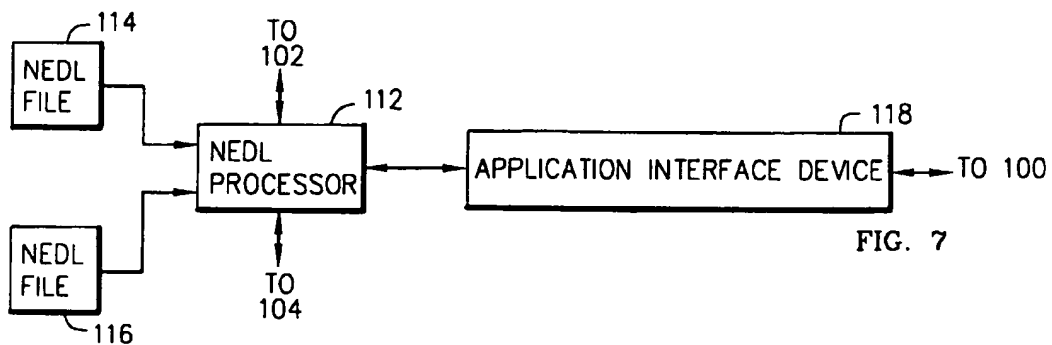 114
NEDL
FILE
TO
102
112
NEDL
PROCESSOR
118
APPLICATION INTERFACE DEVICE
TO 100
FIG. 7
NEDL
FILE
116
TO
104